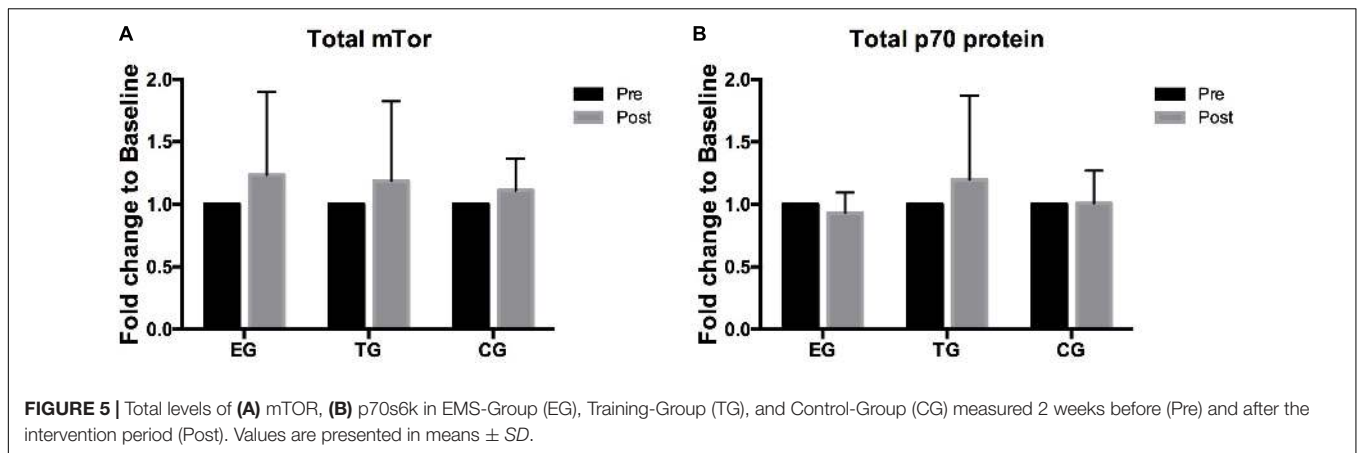 A
Total mTor
Fold change to Baseline
2.0
1.5
1.0
0.5
0.0
EG
TG
CG
Pre
Post
B
Total p70 protein
Fold change to Baseline
2.0
1.5
1.0
0.5
0.0
EG
TG
CG
Pre
Post
FIGURE 5 | Total levels of (A) mTOR, (B) p70s6k in EMS-Group (EG), Training-Group (TG), and Control-Group (CG) measured 2 weeks before (Pre) and after the
intervention period (Post). Values are presented in means ± SD.